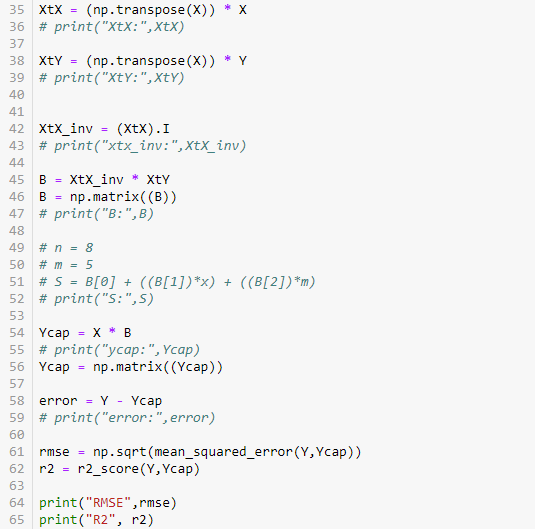 35 XtX = (np.transpose(X)) * X
36 # print("XtX:",XtX)
37
38 XtY = (np.transpose(X)) * Y
39 # print("XtY:",XtY)
40
41
42 XtX_inv = (XtX).I
43 # print("xtx_inv:",XtX_inv)
44
45 B = XtX_inv * XtY
46 B = np.matrix((B))
47 # print("B:",B)
48
49 # n = 8
50 # m = 5
51 # S = B[0] + ((B[1])*x) + ((B[2])*m)
52 # print("S:",S)
53
54 Ycap = X * B
55 # print("ycap:",Ycap)
56 Ycap = np.matrix((Ycap))
57
58 error = Y - Ycap
59 # print("error:",error)
60
61 rmse = np.sqrt(mean_squared_error(Y,Ycap))
62 r2 = r2_score(Y,Ycap)
63
64 print("RMSE",rmse)
65 print("R2", r2)